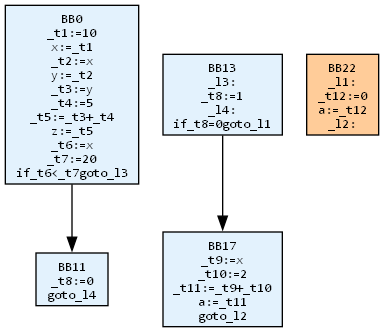 BB0
_t1:=10
x:=_t1
_t2:=x
y:=_t2
_t3:=y
_t4:=5
_t5:=_t3+_t4
z:=_t5
_t6:=x
_t7:=20
if_t6<_t7goto_l3
BB13
_l3:
_t8:=1
_l4:
if_t8=0goto_l1
BB22
_l1:
_t12:=0
a:=_t12
_l2:
BB11
_t8:=0
goto_l4
BB17
_t9:=x
_t10:=2
_t11:=_t9+_t10
a:=_t11
goto_l2